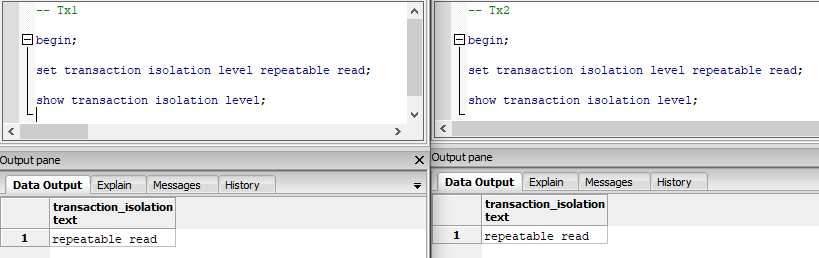 -- Tx1
begin;
set transaction isolation level repeatable read;
show transaction isolation level;
Output pane
Data Output Explain Messages History
transaction_isolation
text
1 repeatable read
-- Tx2
begin;
set transaction isolation level repeatable read;
show transaction isolation level;
Output pane
Data Output Explain Messages History
transaction_isolation
text
1 repeatable read